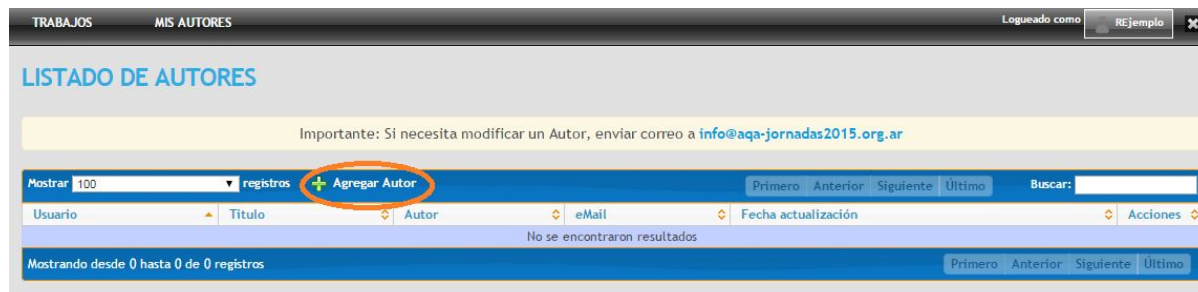 TRABAJOS MIS AUTORES Logueado como REjemplo
LISTADO DE AUTORES
Importante: Si necesita modificar un Autor, enviar correo a info@aqa-jornadas2015.org.ar
Mostrar 100 registros Agregar Autor Primero Anterior Siguiente Último Buscar:
Usuario Titulo Autor eMail Fecha actualización Acciones
No se encontraron resultados
Mostrando desde 0 hasta 0 de 0 registros Primero Anterior Siguiente Último